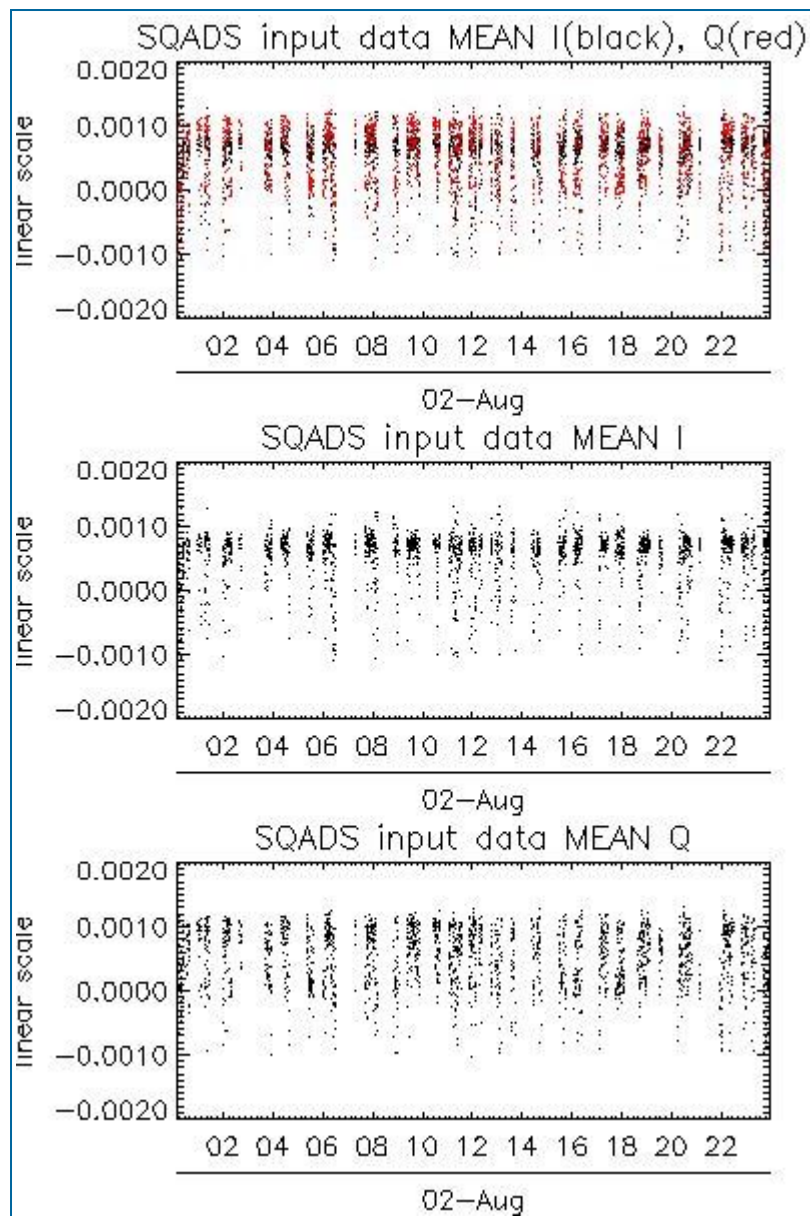 SQADS input data MEAN I(black), Q(red)
0.0020
0.0010
0.0000
−0.0010
−0.0020
linear scale
02 04 06 08 10 12 14 16 18 20 22
02−Aug
SQADS input data MEAN I
0.0020
0.0010
0.0000
−0.0010
−0.0020
linear scale
02 04 06 08 10 12 14 16 18 20 22
02−Aug
SQADS input data MEAN Q
0.0020
0.0010
0.0000
−0.0010
−0.0020
linear scale
02 04 06 08 10 12 14 16 18 20 22
02−Aug